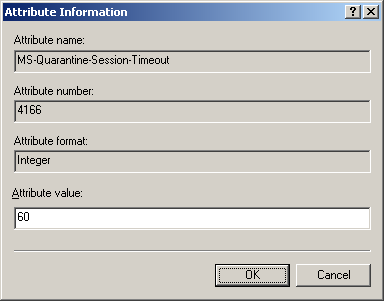 Attribute Information
Attribute name:
MS-Quarantine-Session-Timeout
Attribute number:
4166
Attribute format:
Integer
Attribute value:
60
OK
Cancel